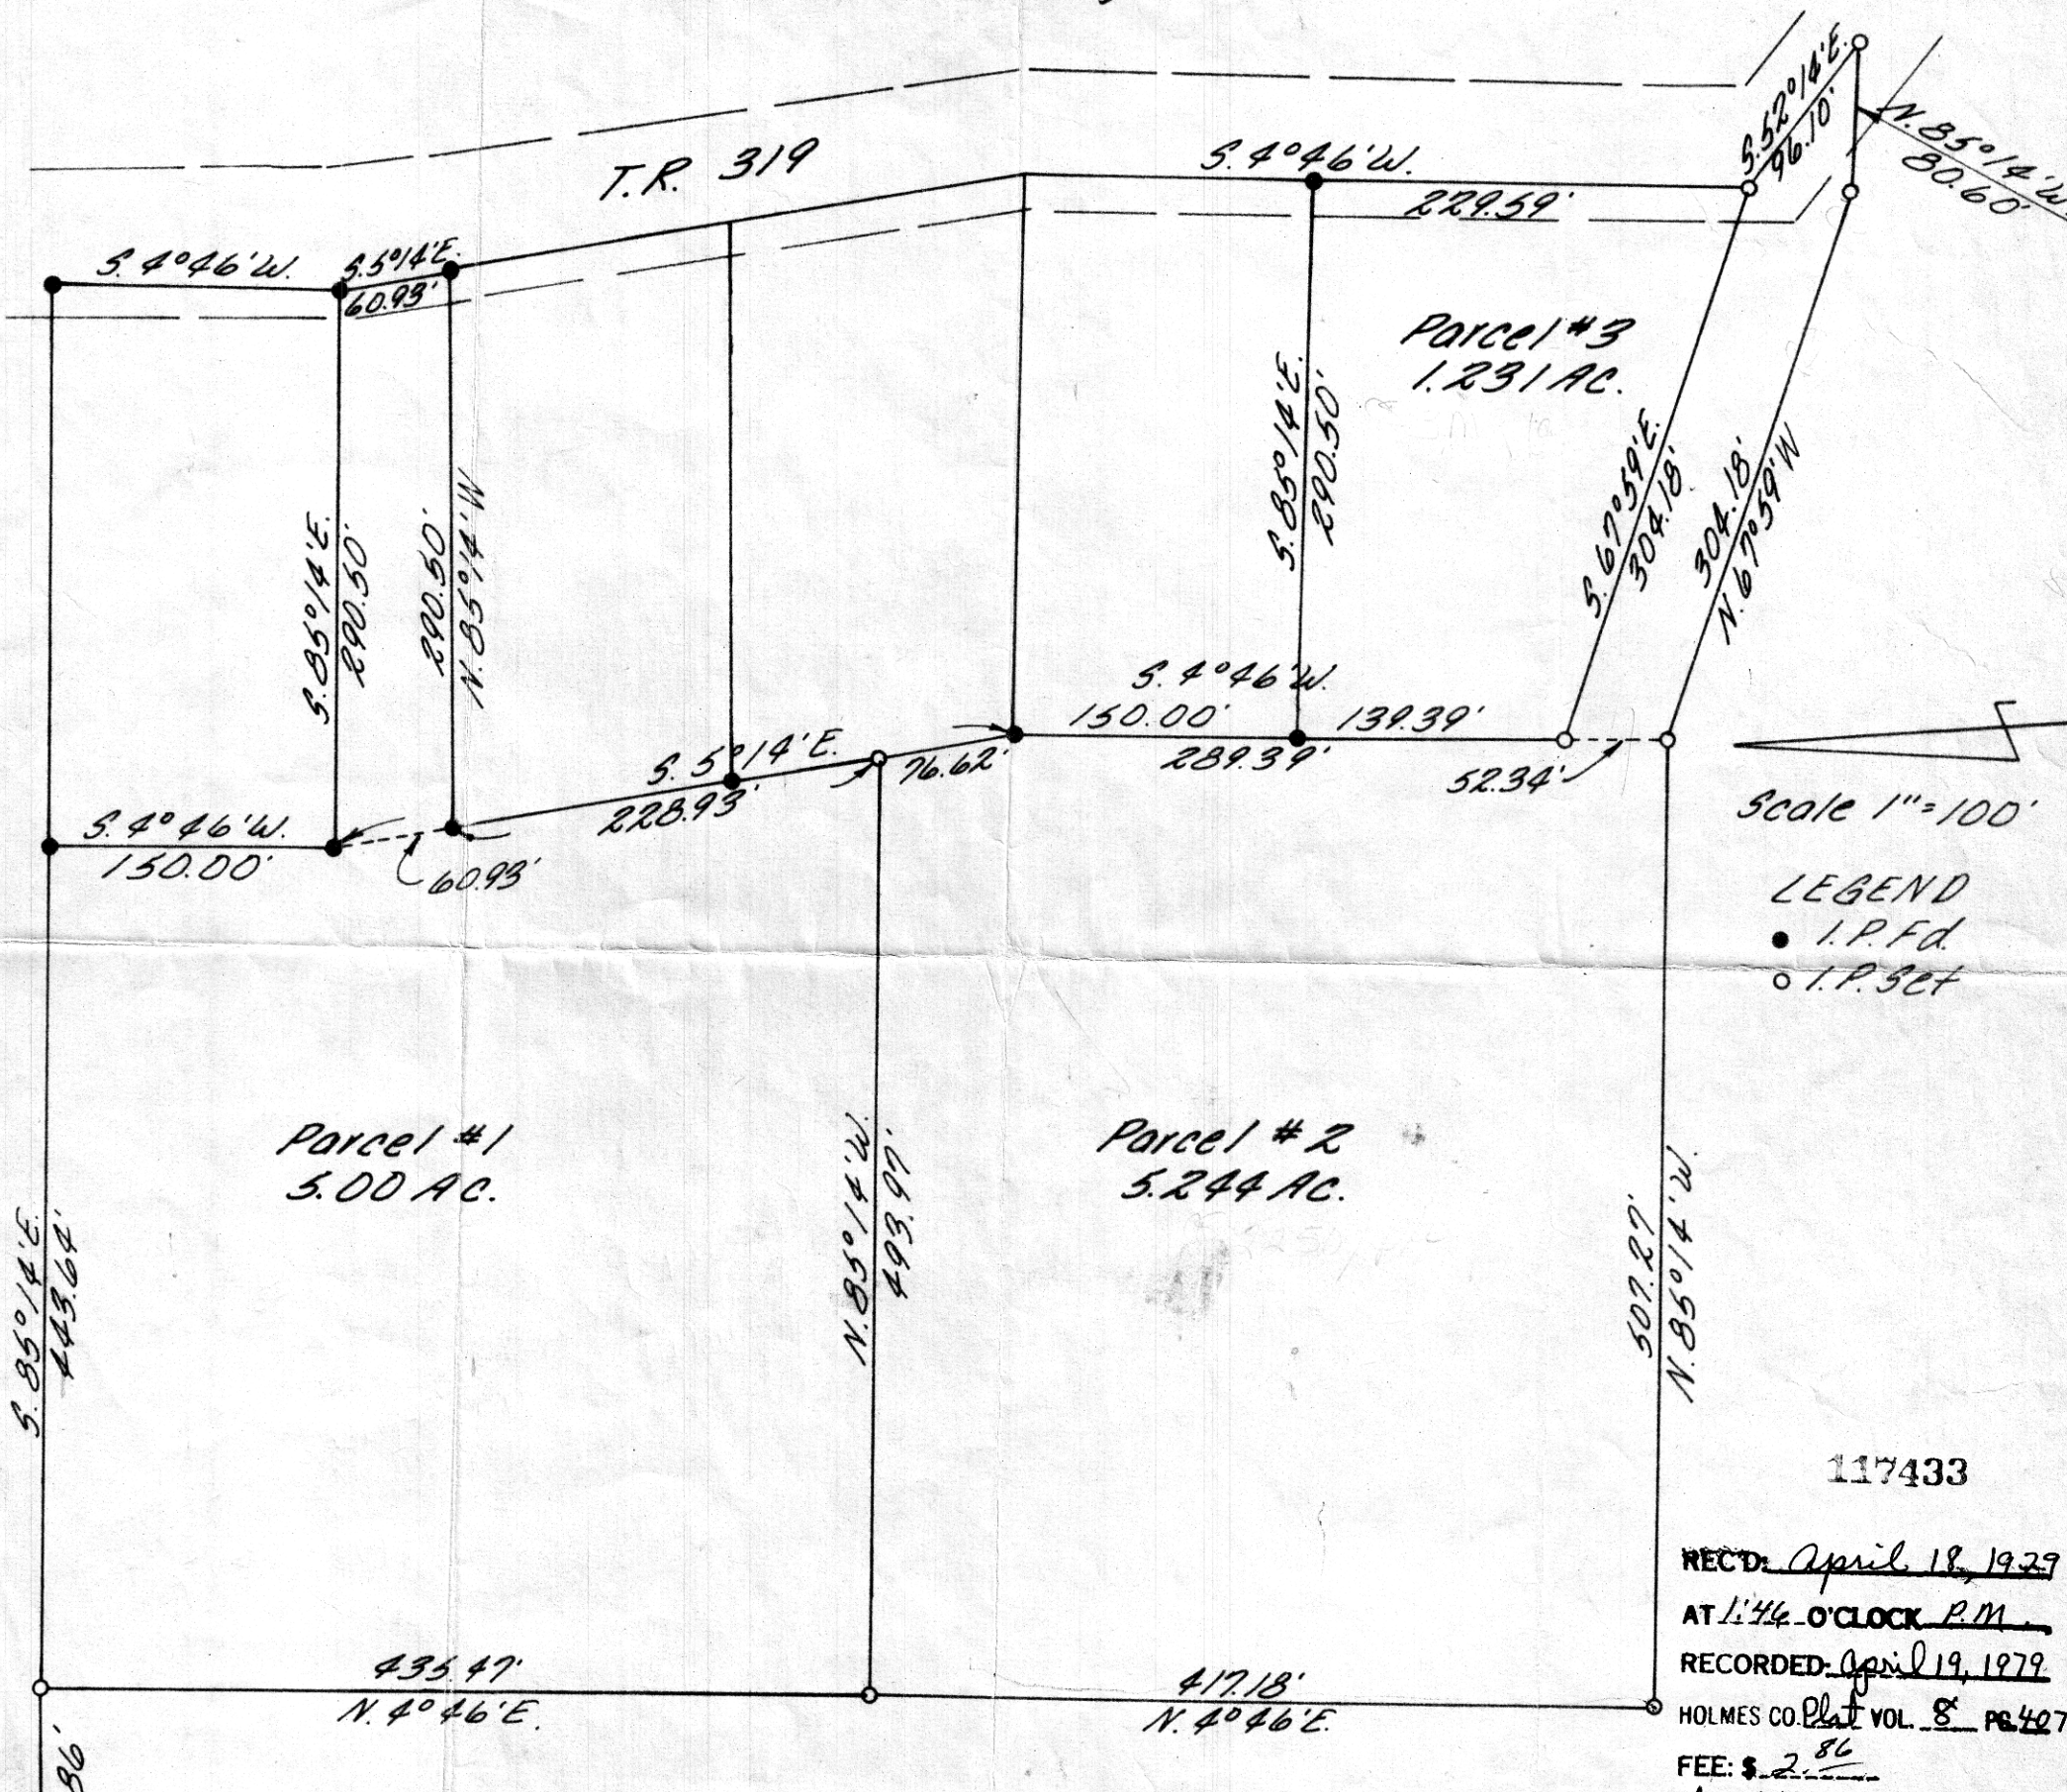 S. 52°14'E.
96.10'
N. 85°14'W.
80.60'
T.R. 319
S. 4°46'W.
229.59'
S. 4°46'W.
S. 5°14'E.
60.93'
Parcel #3
1.231 AC.
S. 85°14'E.
290.50'
290.50'
N. 85°14'W
S. 85°14'E.
290.50'
S. 67°59'E.
304.18'
304.18'
N. 67°59'W
S. 4°46'W.
150.00'
139.39'
289.39'
52.34'
S. 5°14'E.
76.62'
228.93'
S. 4°46'W.
150.00'
60.93'
Scale 1"=100'
LEGEND
I.P. Fd.
I.P. Set
Parcel #1
5.00 AC.
Parcel #2
5.244 AC.
S. 85°14'E.
443.64'
N. 85°14'W.
493.97'
507.27'
N. 85°14'W.
117433
REC'D: April 18, 1979
AT 1:46 O'CLOCK P.M.
RECORDED: April 19, 1979
HOLMES CO. Plat VOL. 8 PG. 407
FEE: $ 2.86
435.47'
N. 4°46'E.
417.18'
N. 4°46'E.
86'